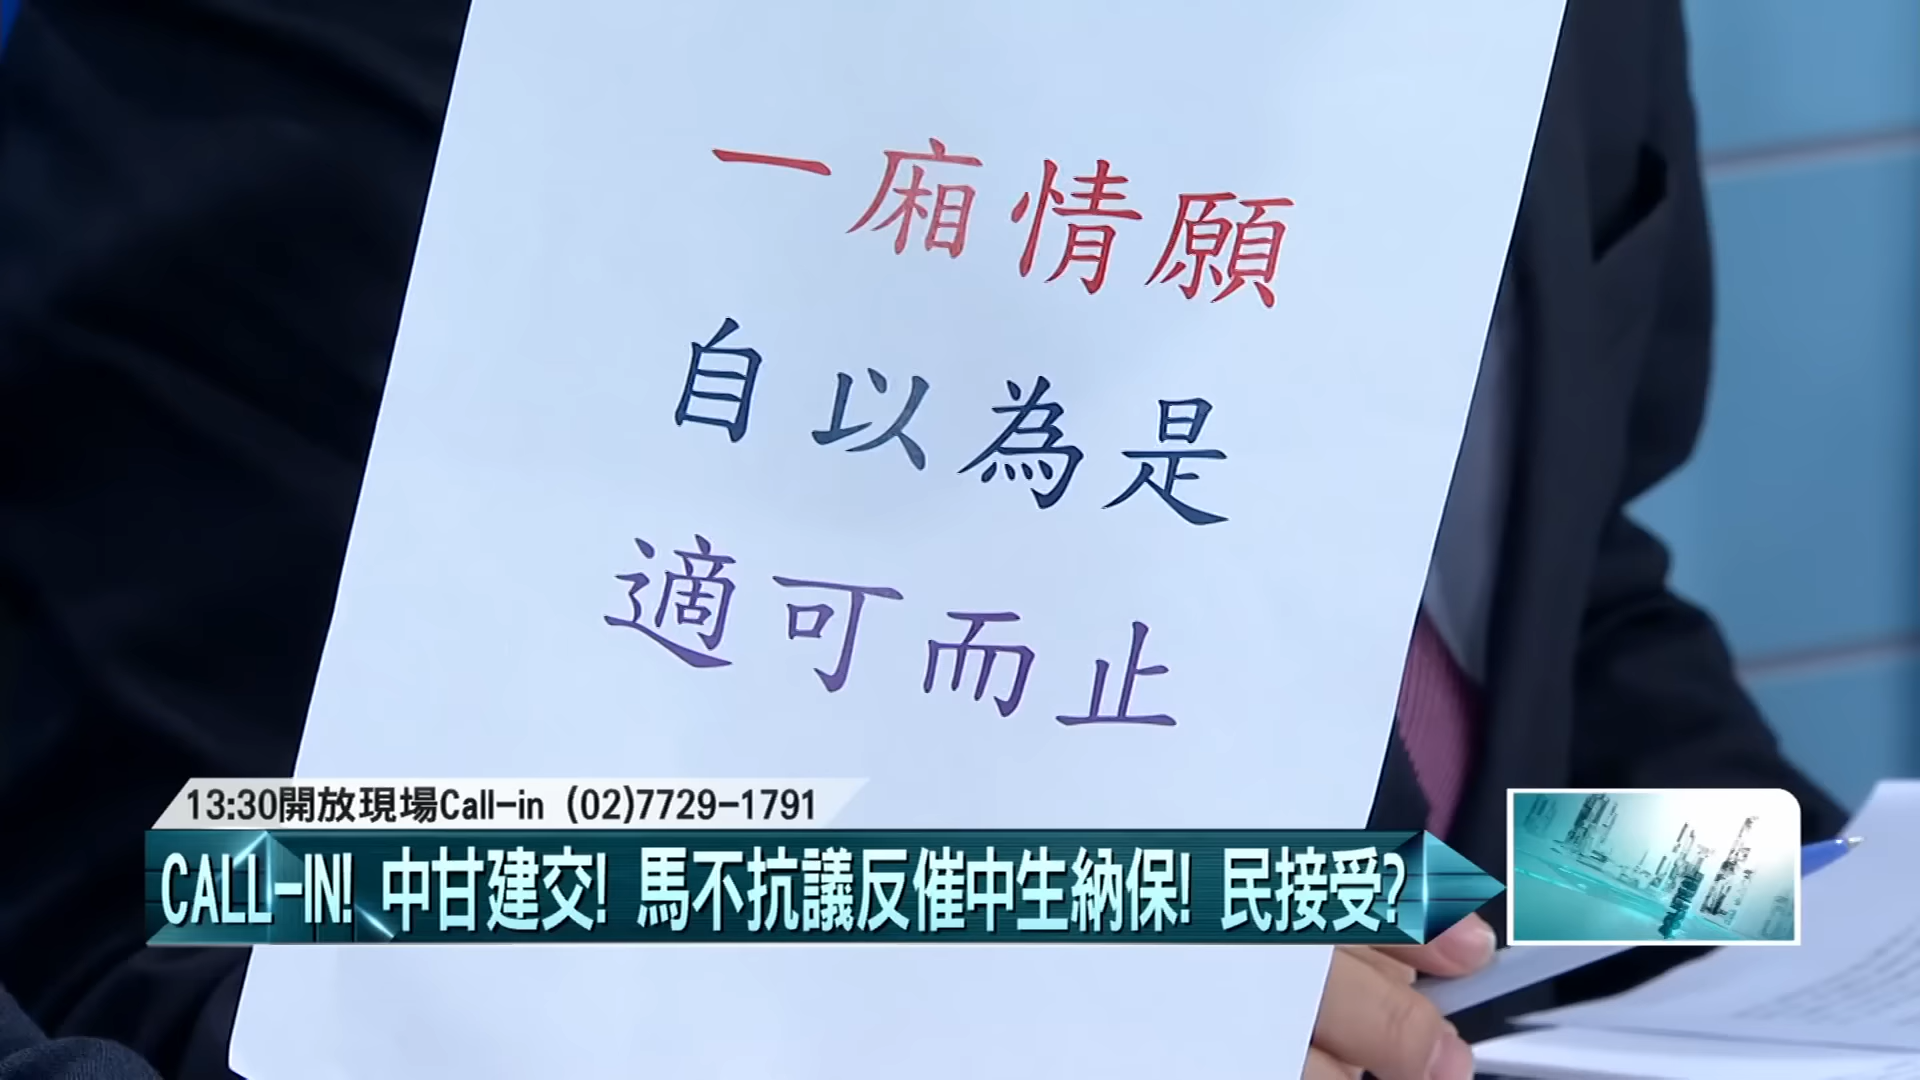 一廂情願
自以為是
適可而止
13:30開放現場Call-in (02)7729-1791
CALL-IN! 中甘建交! 馬不抗議反催中生納保! 民接受?